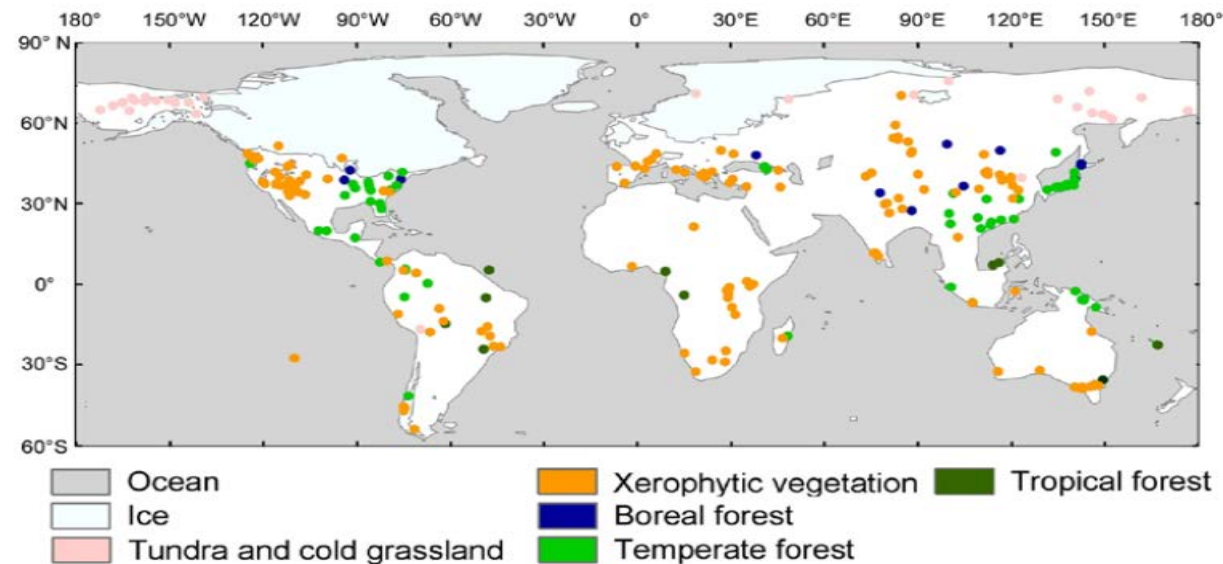 180° 150° 120° 90°W 60°W 30°W 0° 30°E 60°E 90°E 120°E 150°E 180°
90° N
60°N
30°N
0°
30°S
60°S
Ocean
Ice
Tundra and cold grassland
Xerophytic vegetation
Boreal forest
Temperate forest
Tropical forest